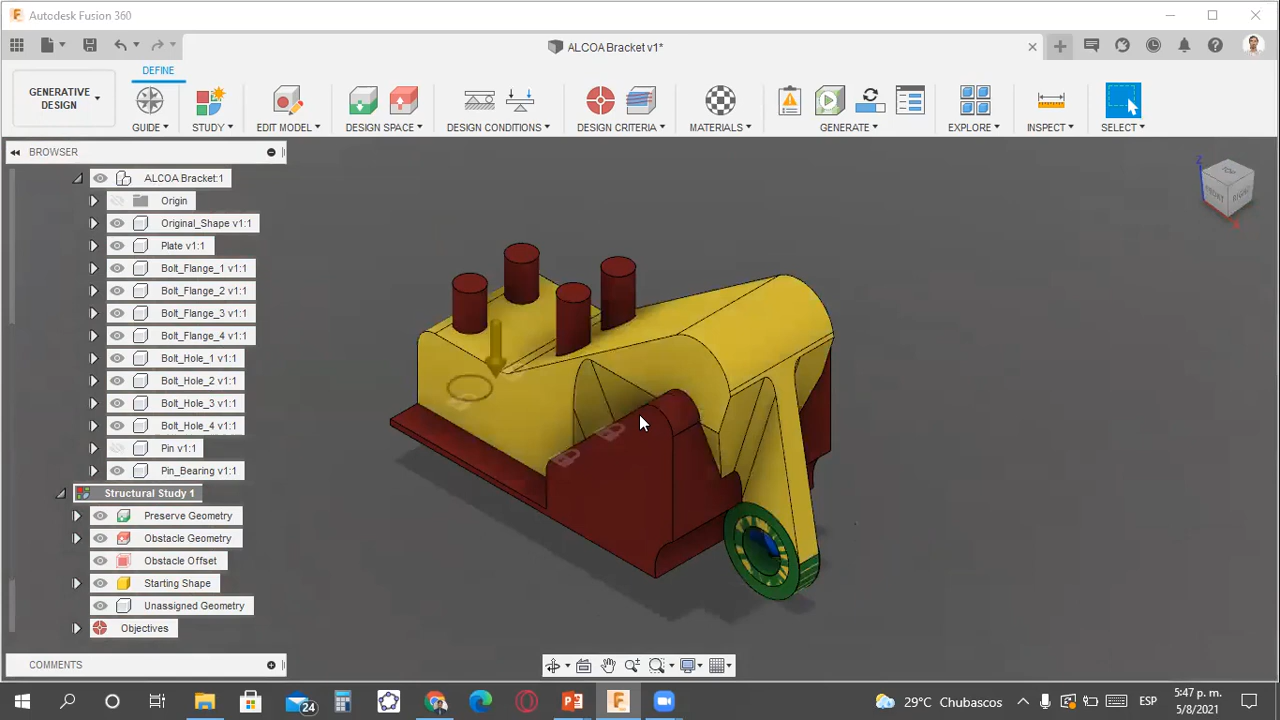 Autodesk Fusion 360
ALCOA Bracket v1*
GENERATIVE
DESIGN
DEFINE
GUIDE
STUDY
EDIT MODEL
DESIGN SPACE
DESIGN CONDITIONS
DESIGN CRITERIA
MATERIALS
GENERATE
EXPLORE
INSPECT
SELECT
BROWSER
ALCOA Bracket:1
Origin
Original_Shape v1:1
Plate v1:1
Bolt_Flange_1 v1:1
Bolt_Flange_2 v1:1
Bolt_Flange_3 v1:1
Bolt_Flange_4 v1:1
Bolt_Hole_1 v1:1
Bolt_Hole_2 v1:1
Bolt_Hole_3 v1:1
Bolt_Hole_4 v1:1
Pin v1:1
Pin_Bearing v1:1
Structural Study 1
Preserve Geometry
Obstacle Geometry
Obstacle Offset
Starting Shape
Unassigned Geometry
Objectives
COMMENTS
Z
TOP
FRONT
RIGHT
X
24
29°C Chubascos
ESP
5:47 p. m.
5/8/2021